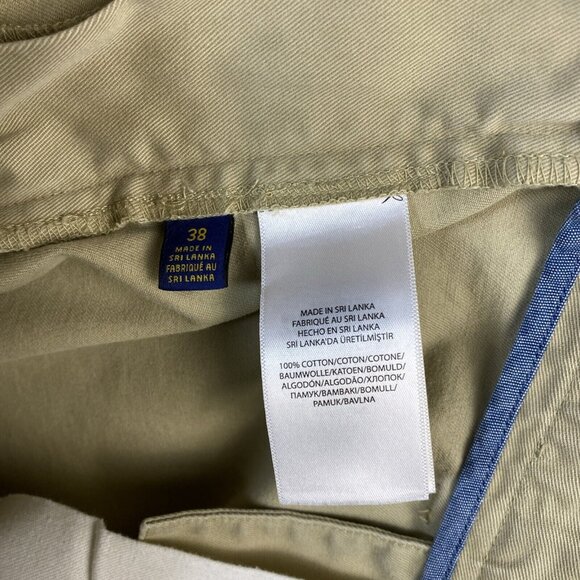 38
MADE IN
SRI LANKA
FABRIQUÉ AU
SRI LANKA
MADE IN SRI LANKA
FABRIQUÉ AU SRI LANKA
HECHO EN SRI LANKA
SRİ LANKA'DA ÜRETİLMİŞTİR
100% COTTON/COTON/COTONE/
BAUMWOLLE/KATOEN/BOMULD/
ALGODÓN/ALGODÃO/ХЛОПОК/
ПАМУК/BAMBAKI/BOMULL/
PAMUK/BAVLNA